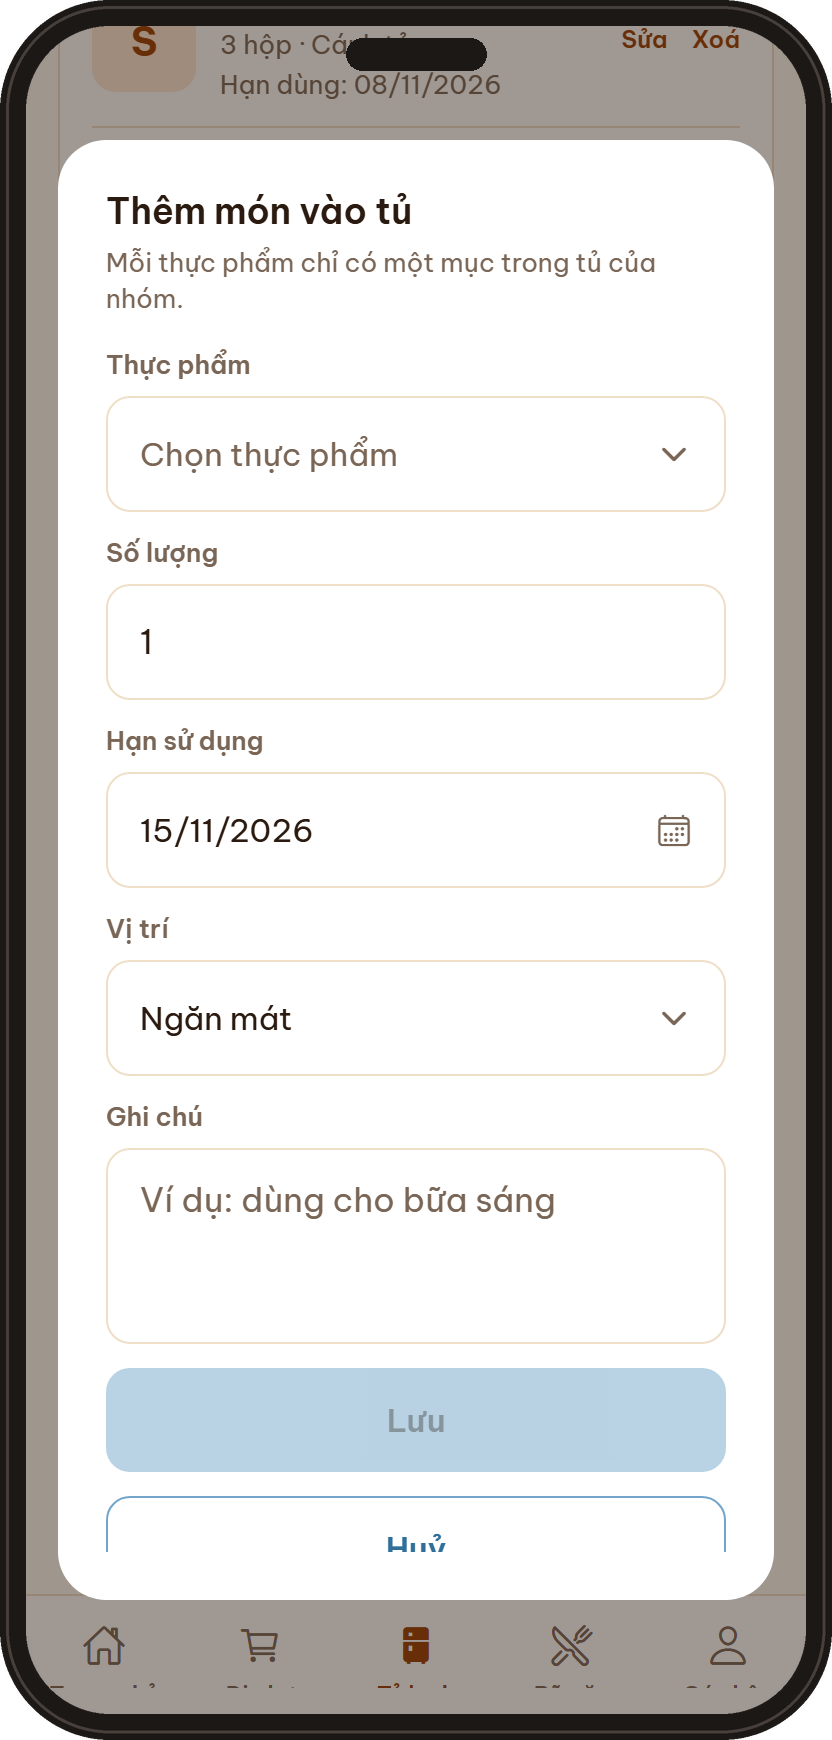 S
3 hộp
Sửa Xoá
Hạn dùng: 08/11/2026
Thêm món vào tủ
Mỗi thực phẩm chỉ có một mục trong tủ của
nhóm.
Thực phẩm
Chọn thực phẩm
Số lượng
1
Hạn sử dụng
15/11/2026
Vị trí
Ngăn mát
Ghi chú
Ví dụ: dùng cho bữa sáng
Lưu
Huỷ